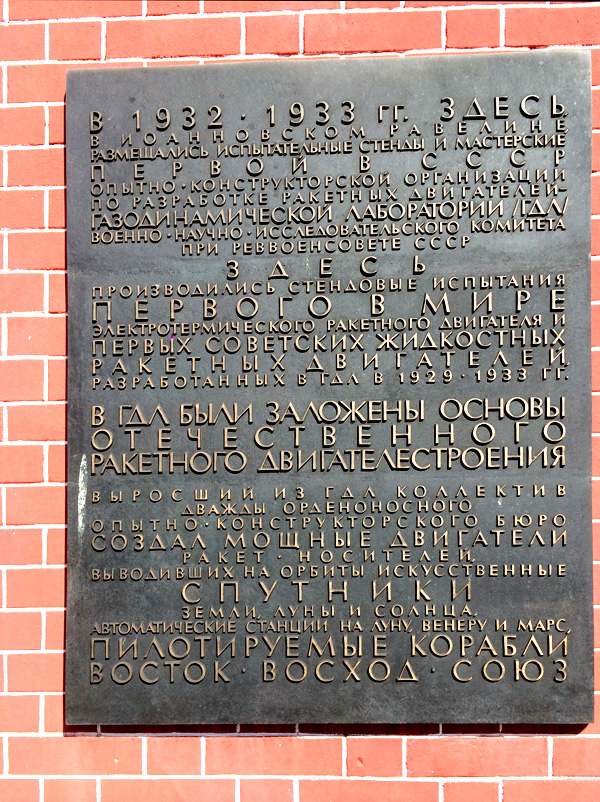 В 1932 · 1933 ГГ. ЗДЕСЬ
В ИОАННОВСКОМ РАВЕЛИНЕ
РАЗМЕЩАЛИСЬ ИСПЫТАТЕЛЬНЫЕ СТЕНДЫ И МАСТЕРСКИЕ
ПЕРВОЙ В СССР
ОПЫТНО·КОНСТРУКТОРСКОЙ ОРГАНИЗАЦИИ
ПО РАЗРАБОТКЕ РАКЕТНЫХ ДВИГАТЕЛЕЙ–
ГАЗОДИНАМИЧЕСКОЙ ЛАБОРАТОРИИ /ГДЛ/
ВОЕННО·НАУЧНО·ИССЛЕДОВАТЕЛЬСКОГО КОМИТЕТА
ПРИ РЕВВОЕНСОВЕТЕ СССР
ЗДЕСЬ
ПРОИЗВОДИЛИСЬ СТЕНДОВЫЕ ИСПЫТАНИЯ
ПЕРВОГО В МИРЕ
ЭЛЕКТРОТЕРМИЧЕСКОГО РАКЕТНОГО ДВИГАТЕЛЯ И
ПЕРВЫХ СОВЕТСКИХ ЖИДКОСТНЫХ
РАКЕТНЫХ ДВИГАТЕЛЕЙ,
РАЗРАБОТАННЫХ В ГДЛ В 1929·1933 ГГ.
В ГДЛ БЫЛИ ЗАЛОЖЕНЫ ОСНОВЫ
ОТЕЧЕСТВЕННОГО
РАКЕТНОГО ДВИГАТЕЛЕСТРОЕНИЯ
ВЫРОСШИЙ ИЗ ГДЛ КОЛЛЕКТИВ
ДВАЖДЫ ОРДЕНОНОСНОГО
ОПЫТНО·КОНСТРУКТОРСКОГО БЮРО
СОЗДАЛ МОЩНЫЕ ДВИГАТЕЛИ
РАКЕТ·НОСИТЕЛЕЙ,
ВЫВОДИВШИХ НА ОРБИТЫ ИСКУССТВЕННЫЕ
СПУТНИКИ
ЗЕМЛИ, ЛУНЫ И СОЛНЦА,
АВТОМАТИЧЕСКИЕ СТАНЦИИ НА ЛУНУ, ВЕНЕРУ И МАРС,
ПИЛОТИРУЕМЫЕ КОРАБЛИ
ВОСТОК · ВОСХОД · СОЮЗ